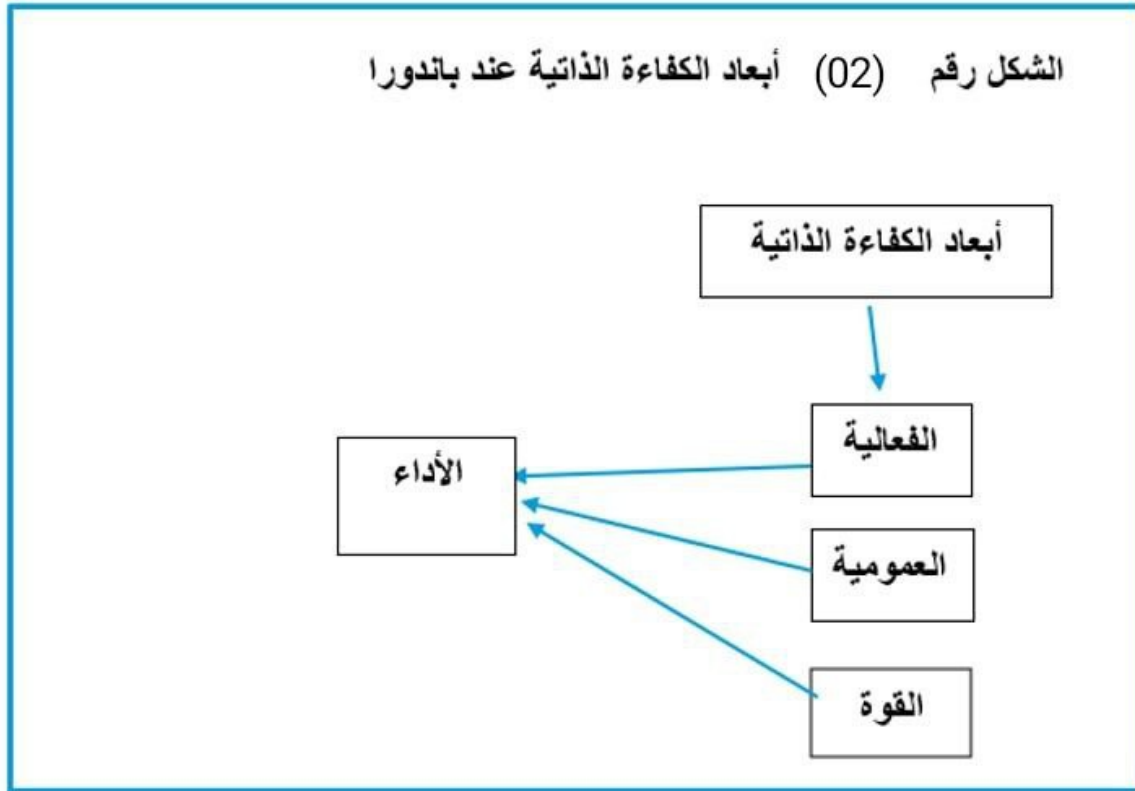 الشكل رقم (02) أبعاد الكفاءة الذاتية عند باندورا
أبعاد الكفاءة الذاتية
الفعالية
الأداء
العمومية
القوة